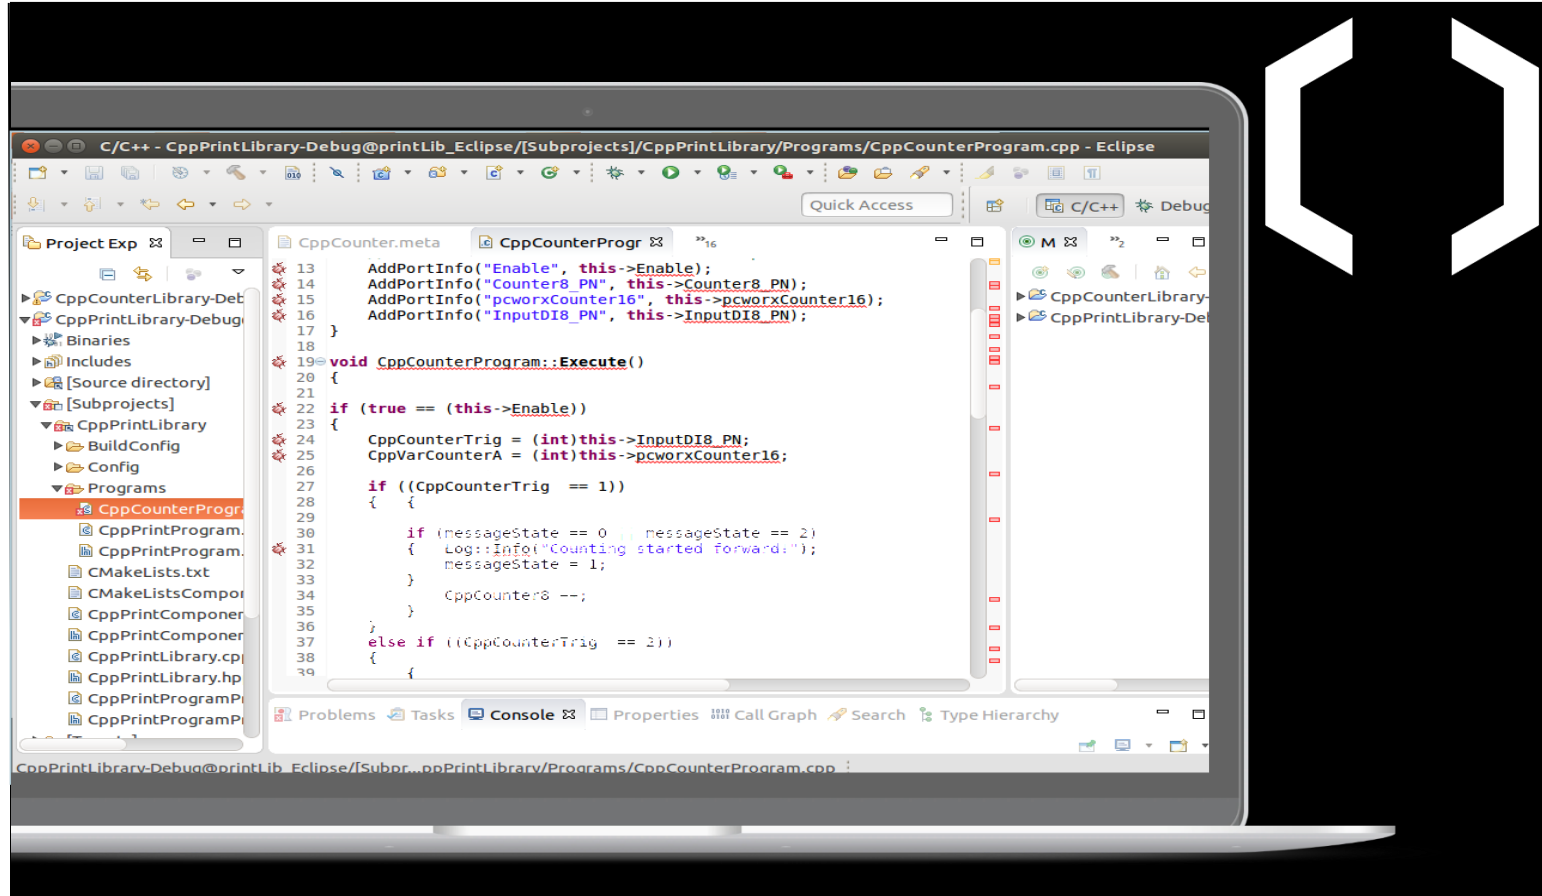 C/C++ - CppPrintLibrary-Debug@printLib_Eclipse/[Subprojects]/CppPrintLibrary/Programs/CppCounterProgram.cpp - Eclipse
010
Quick Access
C/C++
Debug
Project Exp
CppCounterLibrary-Deb
CppPrintLibrary-Debug
Binaries
Includes
[Source directory]
[Subprojects]
CppPrintLibrary
BuildConfig
Config
Programs
CppCounterProgra
CppPrintProgram.
CppPrintProgram.
CMakeLists.txt
CMakeListsCompor
CppPrintComponer
CppPrintComponer
CppPrintLibrary.cp
CppPrintLibrary.hp
CppPrintProgramP
CppPrintProgramP
CppCounter.meta
CppCounterProgr
»16
13 AddPortInfo("Enable", this->Enable);
14 AddPortInfo("Counter8_PN", this->Counter8_PN);
15 AddPortInfo("pcworxCounter16", this->pcworxCounter16);
16 AddPortInfo("InputDI8_PN", this->InputDI8_PN);
17 }
18
19 void CppCounterProgram::Execute()
20 {
21
22 if (true == (this->Enable))
23 {
24 CppCounterTrig = (int)this->InputDI8_PN;
25 CppVarCounterA = (int)this->pcworxCounter16;
26
27 if ((CppCounterTrig == 1))
28 { {
29
30 if (messageState == 0 messageState == 2)
31 { Log::Info("Counting started forward:");
32 messageState = 1;
33 }
34 CppCounter8 --;
35 }
36 }
37 else if ((CppCounterTrig == 2))
38 {
39 {
M
»2
CppCounterLibrary-
CppPrintLibrary-Del
Problems
Tasks
Console
Properties
Call Graph
Search
Type Hierarchy
CppPrintLibrary-Debug@printLib_Eclipse/[Subpr...ppPrintLibrary/Programs/CppCounterProgram.cpp